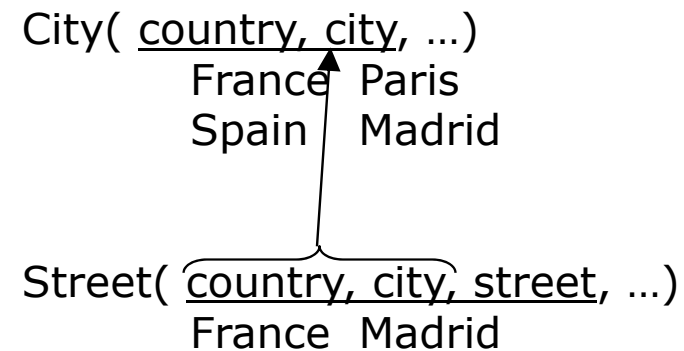 City( country, city, …)
France Paris
Spain Madrid
Street( country, city, street, …)
France Madrid